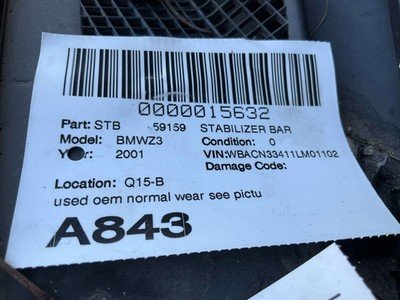 0000015632
Part: STB 59159 STABILIZER BAR
Model: BMWZ3 Condition: 0
Year: 2001 VIN:WBACN33411LM01102
Damage Code:
Location: Q15-B
used oem normal wear see pictu
A843